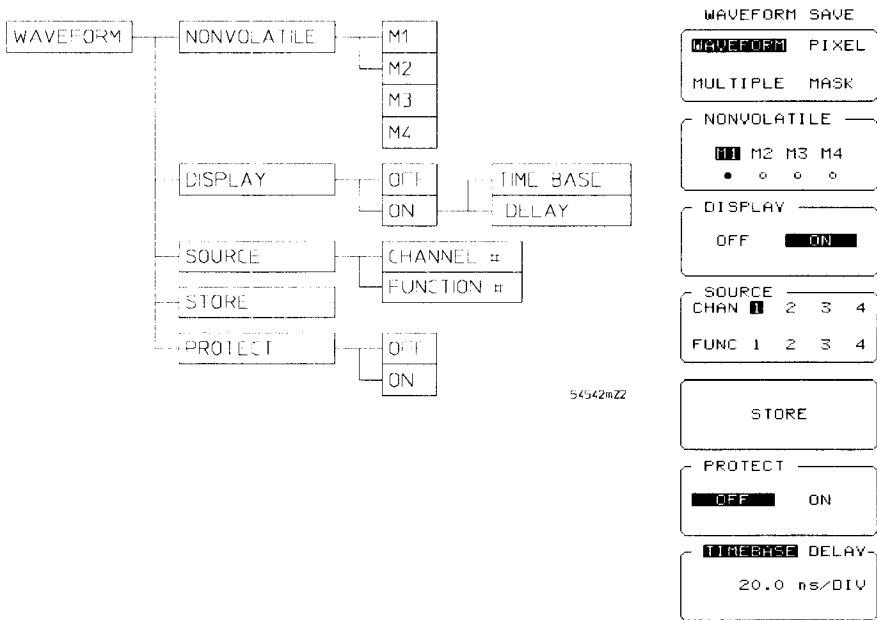 WAVEFORM SAVE
WAVEFORM NONVOLATILE M1
M2
M3
M4
DISPLAY OFF TIME BASE
ON DELAY
SOURCE CHANNEL #
FUNCTION #
STORE
PROTECT OFF
ON
54542mZ2
WAVEFORM PIXEL
MULTIPLE MASK
NONVOLATILE
M1 M2 M3 M4
DISPLAY
OFF ON
SOURCE
CHAN 1 2 3 4
FUNC 1 2 3 4
STORE
PROTECT
OFF ON
TIMEBASE DELAY
20.0 ns/DIV